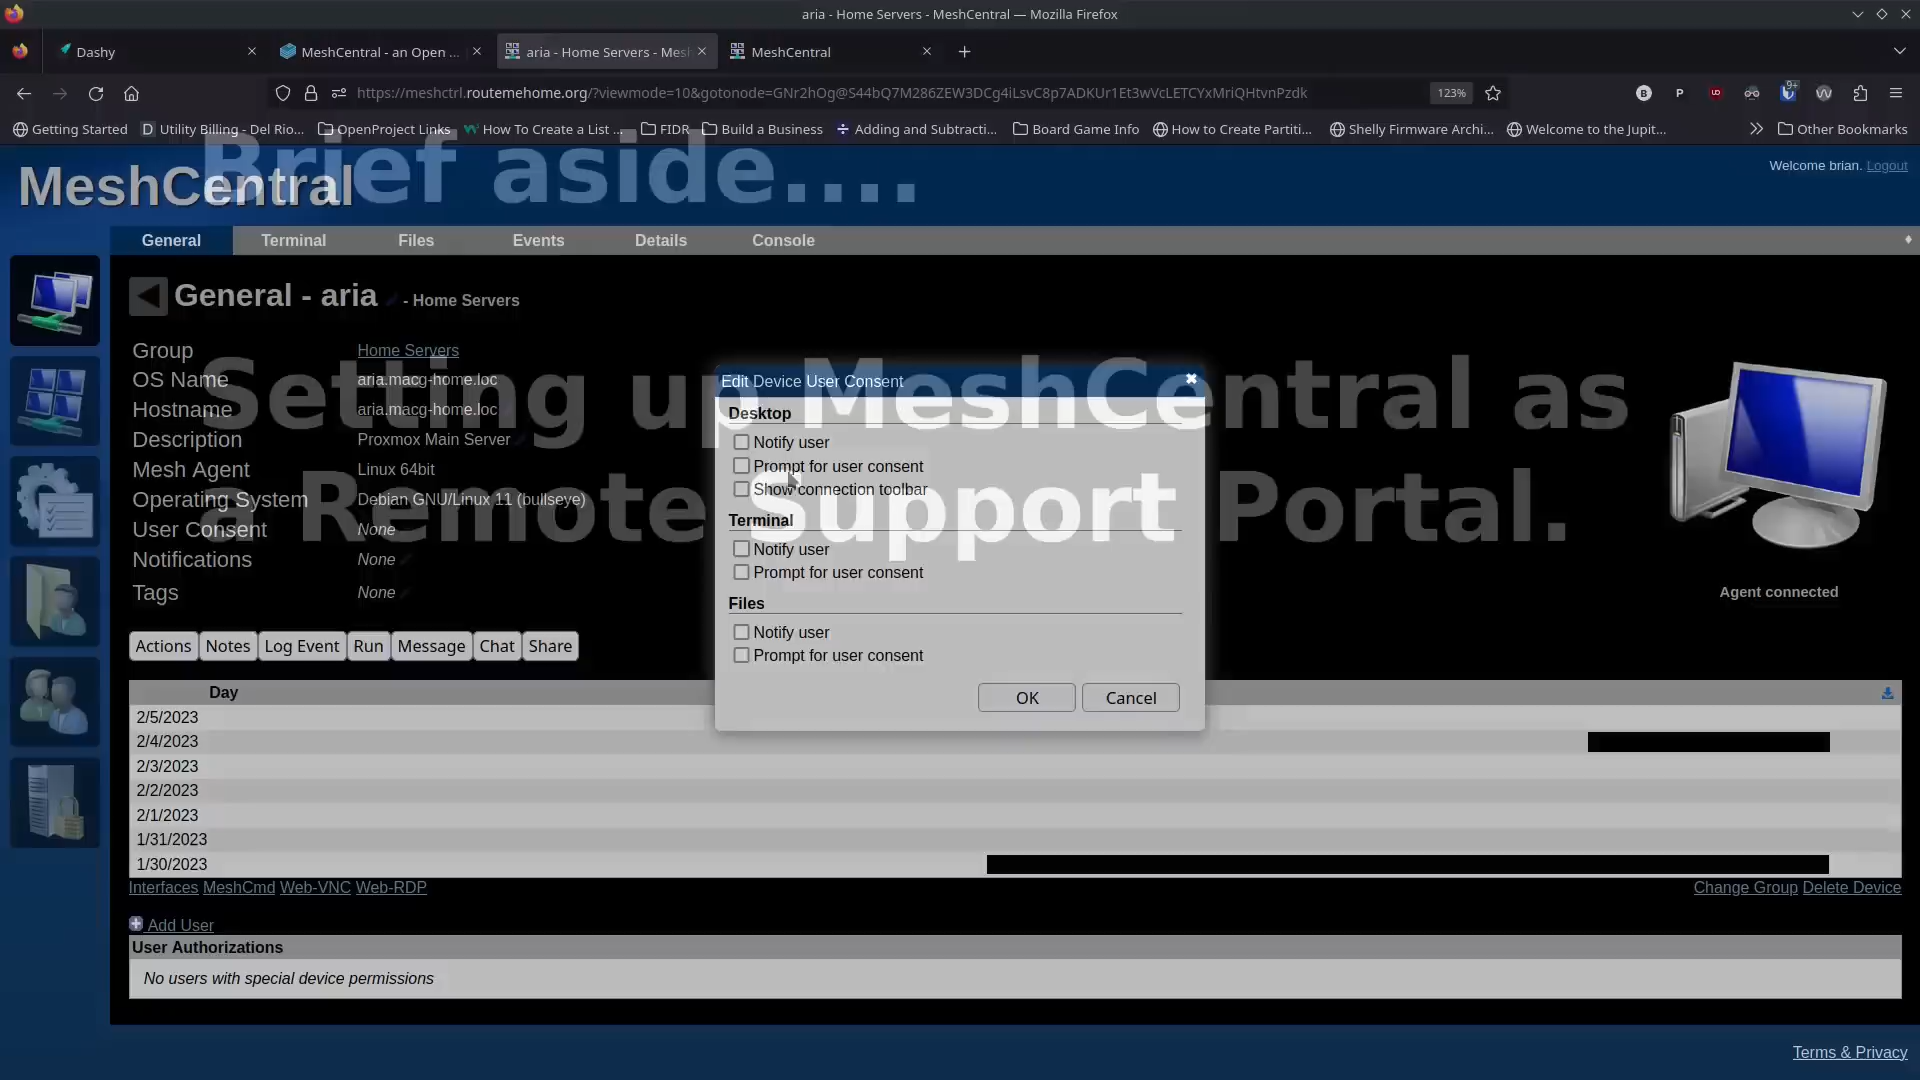 aria - Home Servers - MeshCentral — Mozilla Firefox
Dashy
MeshCentral - an Open ...
aria - Home Servers - Mesh
MeshCentral
https://meshctrl.routemehome.org/?viewmode=10&gotonode=GNr2hOg@S44bQ7M286ZEW3DCg4iLsvC8p7ADKUr1Et3wVcLETCYxMriQHtvnPzdk
123%
9+
Getting Started
Utility Billing - Del Rio...
OpenProject Links
How To Create a List ...
FIDR
Build a Business
Adding and Subtracti...
Board Game Info
How to Create Partiti...
Shelly Firmware Archi...
Welcome to the Jupit...
Other Bookmarks
Brief aside....
MeshCentral
Welcome brian. Logout
General
Terminal
Files
Events
Details
Console
General - aria - Home Servers
Setting up MeshCentral as
a Remote Support Portal.
Group Home Servers
OS Name aria.macg-home.loc
Hostname aria.macg-home.loc
Description Proxmox Main Server
Mesh Agent Linux 64bit
Operating System Debian GNU/Linux 11 (bullseye)
User Consent None
Notifications None
Tags None
Agent connected
Edit Device User Consent
Desktop
Notify user
Prompt for user consent
Show connection toolbar
Terminal
Notify user
Prompt for user consent
Files
Notify user
Prompt for user consent
OK
Cancel
Actions
Notes
Log Event
Run
Message
Chat
Share
Day
2/5/2023
2/4/2023
2/3/2023
2/2/2023
2/1/2023
1/31/2023
1/30/2023
Interfaces MeshCmd Web-VNC Web-RDP
Change Group Delete Device
Add User
User Authorizations
No users with special device permissions
Terms & Privacy